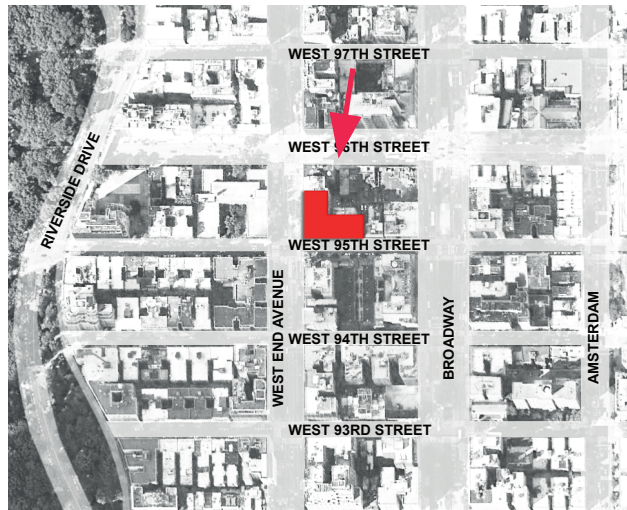 WEST 97TH STREET
WEST 96TH STREET
RIVERSIDE DRIVE
WEST 95TH STREET
WEST END AVENUE
WEST 94TH STREET
BROADWAY
AMSTERDAM
WEST 93RD STREET